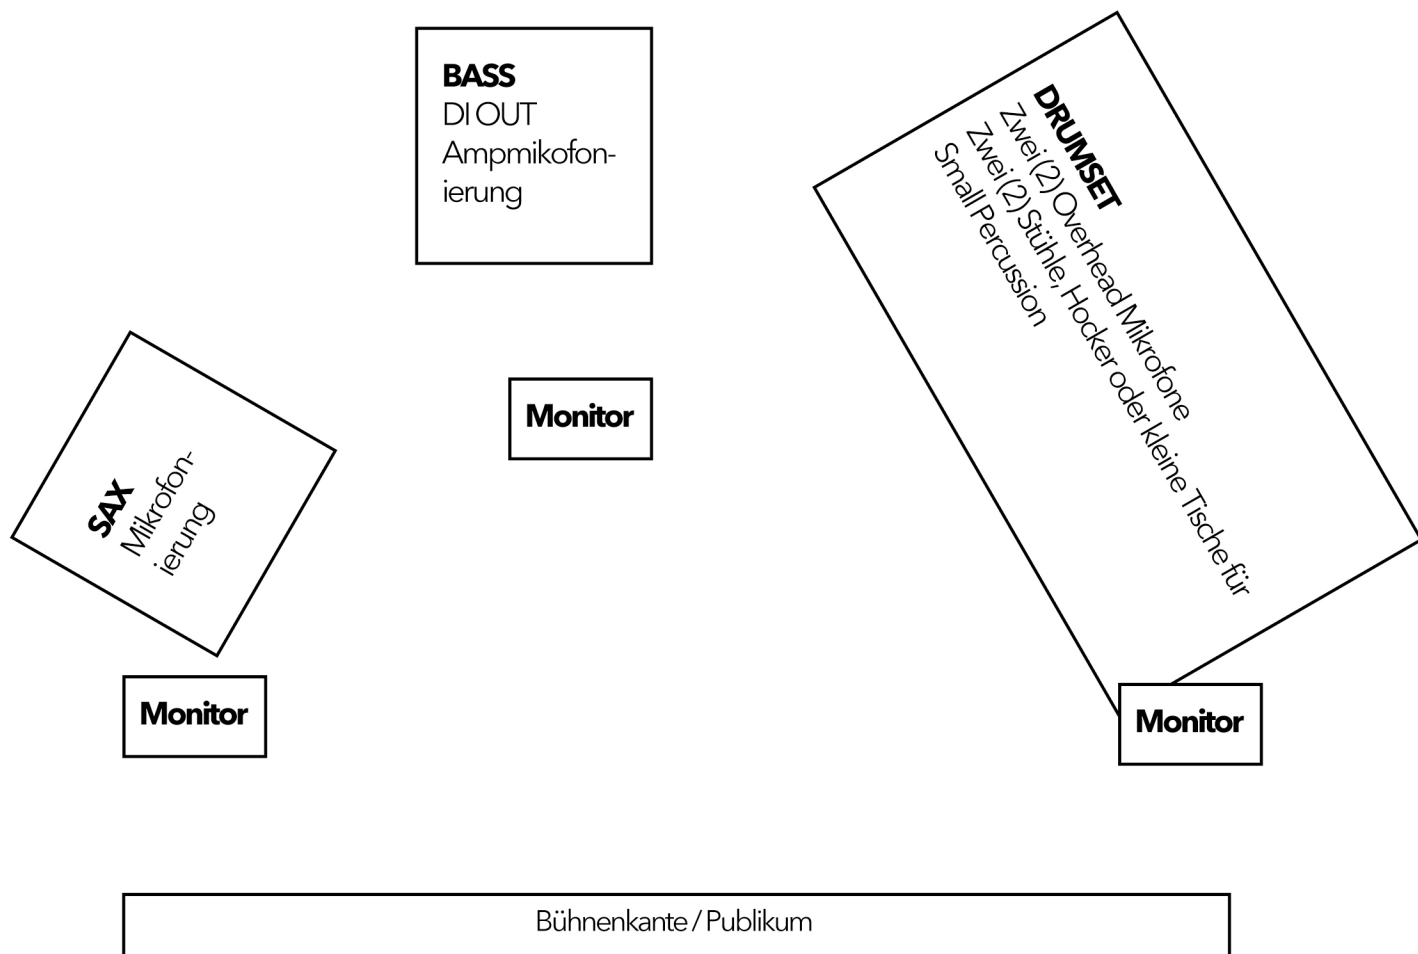 BASS
DI OUT
Ampmikofon-
ierung
DRUMSET
Zwei (2) Overhead Mikrofone
Zwei (2) Stühle, Hocker oder kleine Tische für
Small Percussion
Monitor
SAX
Mikrofon-
ierung
Monitor
Monitor
Bühnenkante / Publikum